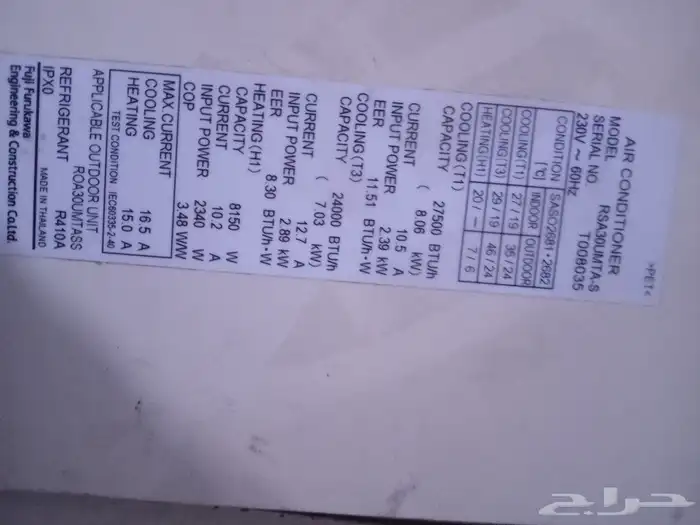 >PET<
AIR CONDITIONER
MODEL RSA30UMTA-S
SERIAL NO. T008035
230V ~ 60Hz
CONDITION SASO2681・2682
[℃] INDOOR OUTDOOR
COOLING(T1) 27 / 19 35 / 24
COOLING(T3) 29 / 19 46 / 24
HEATING(H1) 20 / － 7 / 6
COOLING(T1)
CAPACITY 27500 BTU/h
( 8.06 kW)
CURRENT 10.5 A
INPUT POWER 2.39 kW
EER 11.51 BTU/h・W
COOLING(T3)
CAPACITY 24000 BTU/h
( 7.03 kW)
CURRENT 12.7 A
INPUT POWER 2.89 kW
EER 8.30 BTU/h・W
HEATING(H1)
CAPACITY 8150 W
CURRENT 10.2 A
INPUT POWER 2340 W
COP 3.48 W/W
MAX.CURRENT
COOLING 16.5 A
HEATING 15.0 A
TEST CONDITION IEC60335-2-40
APPLICABLE OUTDOOR UNIT
ROA30UMTASS
REFRIGERANT R410A
IPX0 MADE IN THAILAND
Fuji Furukawa
Engineering & Construction Co.Ltd.
حراج